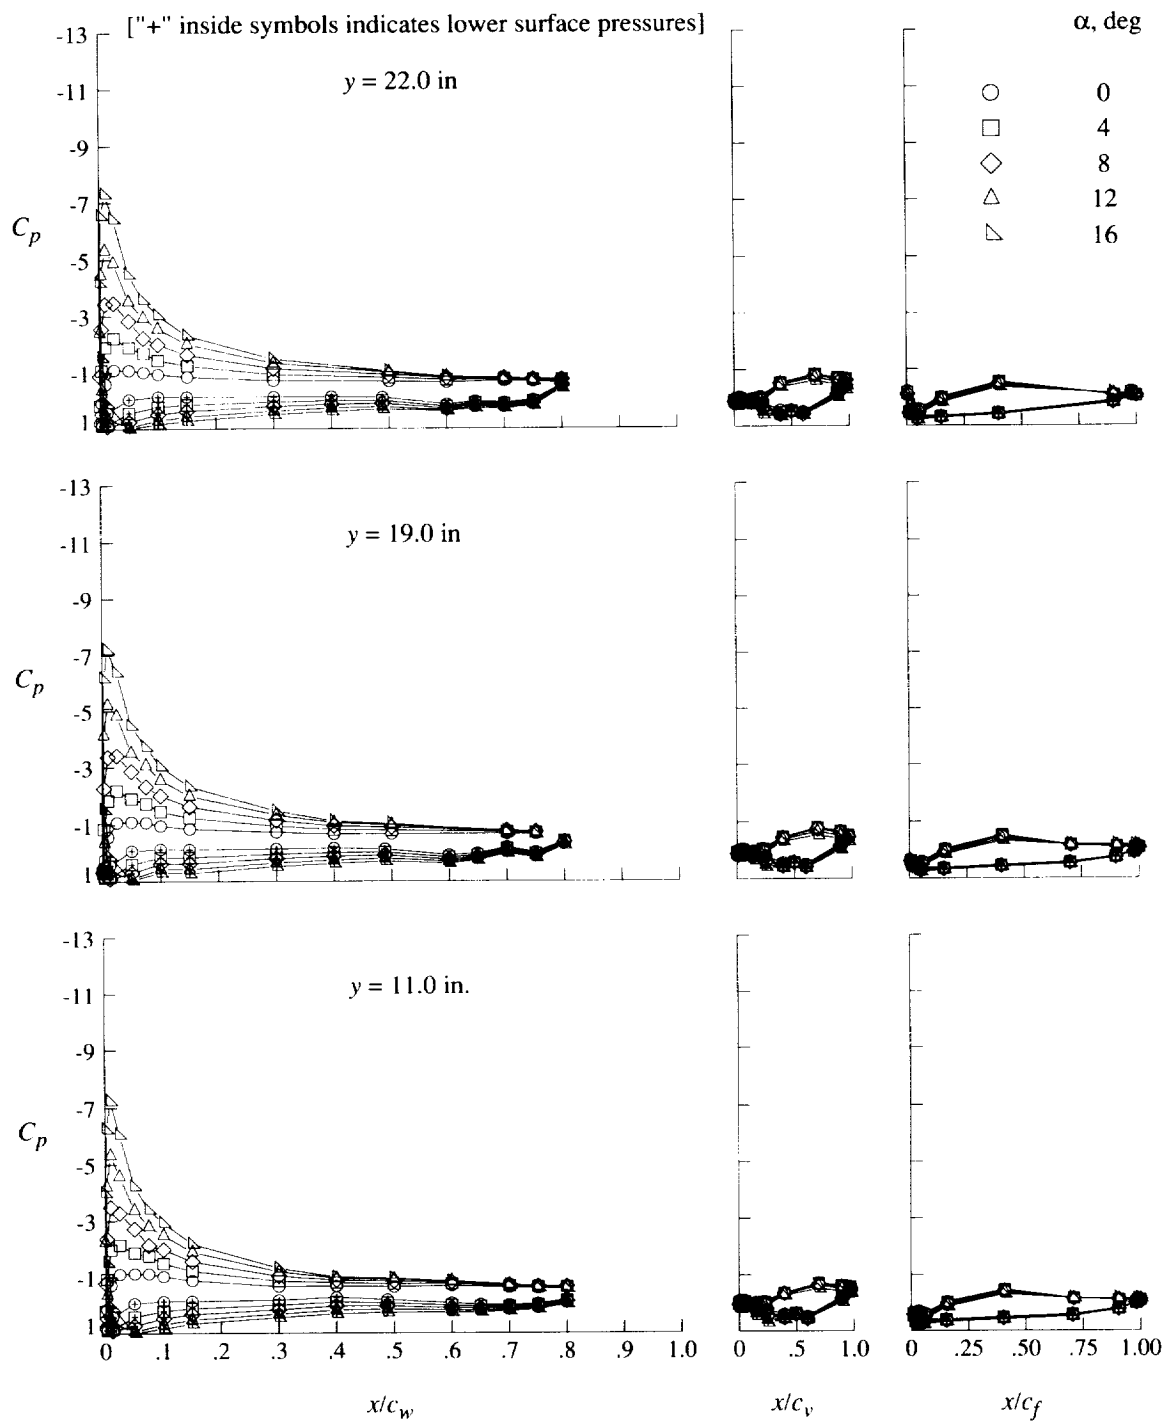 ["+" inside symbols indicates lower surface pressures]
α, deg
y = 22.0 in
-13
-11
-9
-7
-5
-3
-1
1
C_p
0
4
8
12
16
y = 19.0 in
-13
-11
-9
-7
-5
-3
-1
1
C_p
y = 11.0 in.
-13
-11
-9
-7
-5
-3
-1
1
C_p
0 .1 .2 .3 .4 .5 .6 .7 .8 .9 1.0
0 .5 1.0
0 .25 .50 .75 1.00
x/c_w
x/c_v
x/c_f